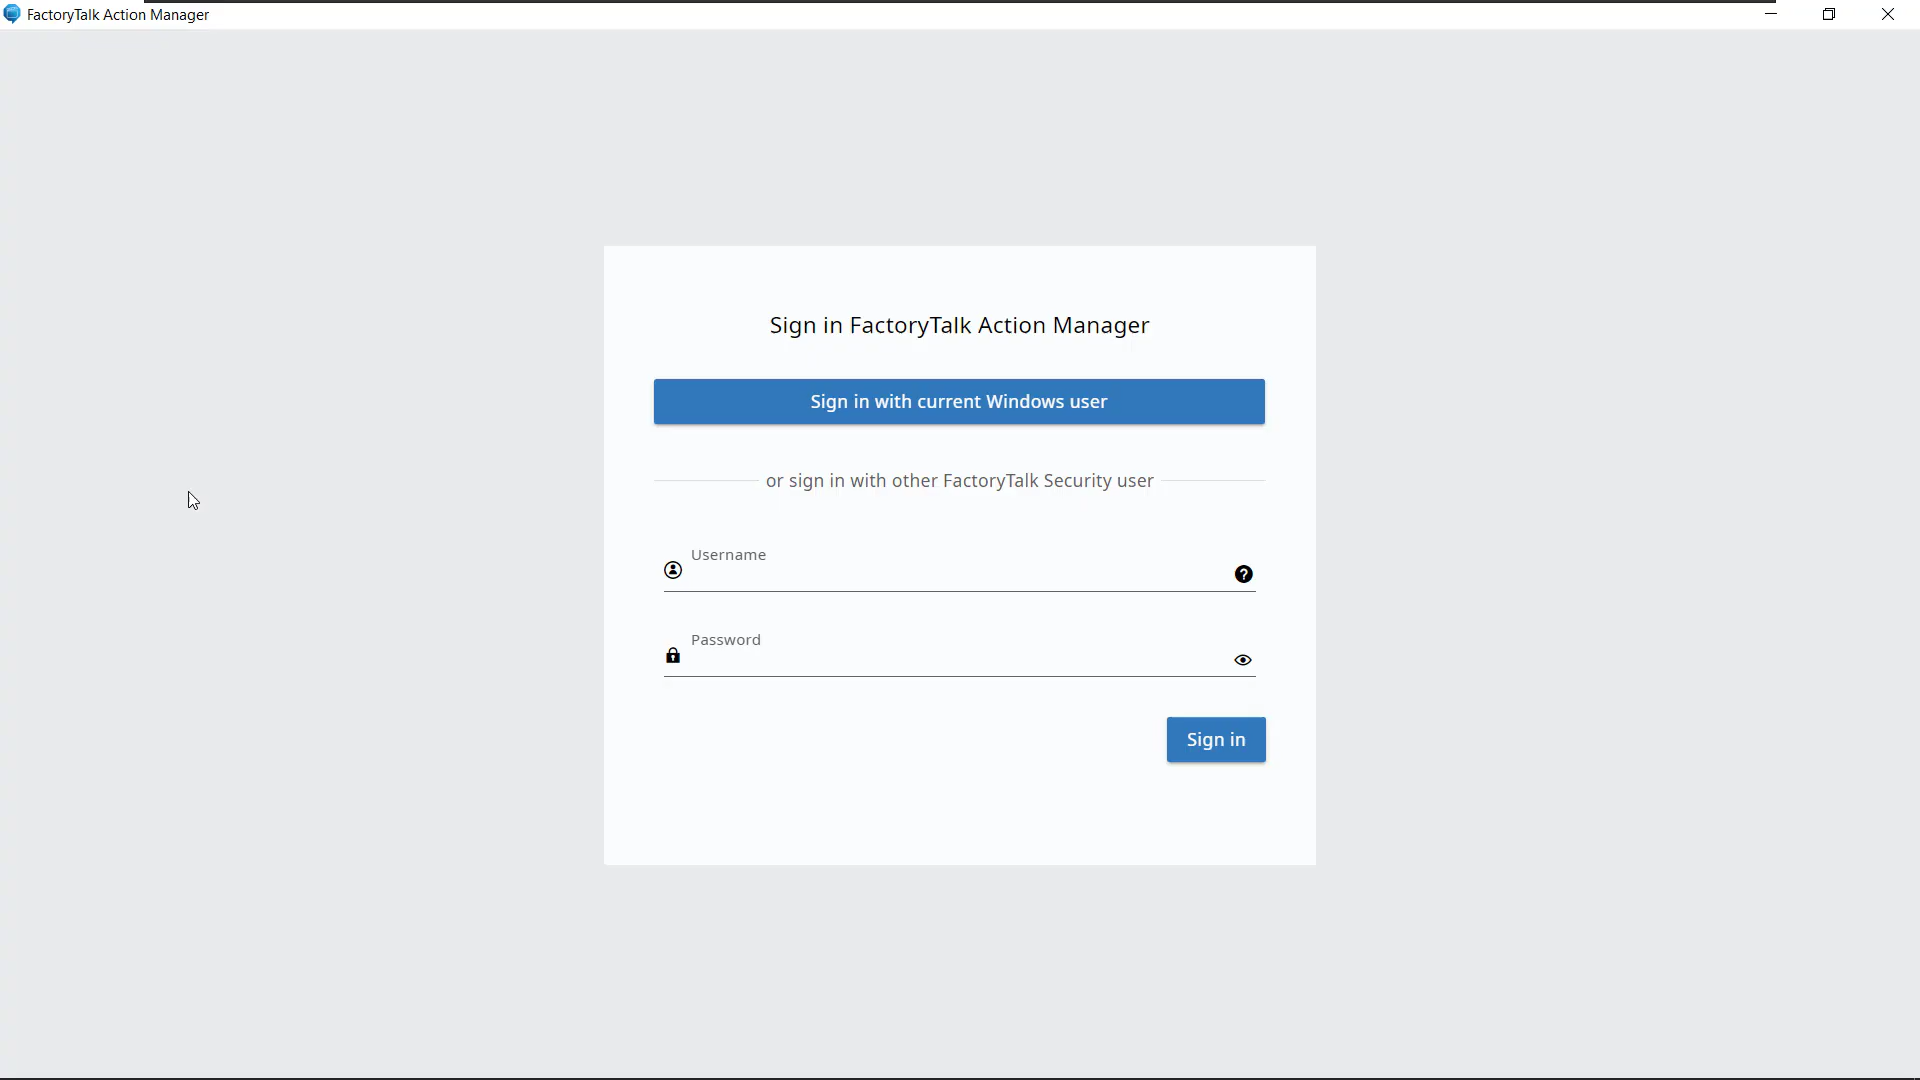 FactoryTalk Action Manager
Sign in FactoryTalk Action Manager
Sign in with current Windows user
or sign in with other FactoryTalk Security user
Username
Password
Sign in